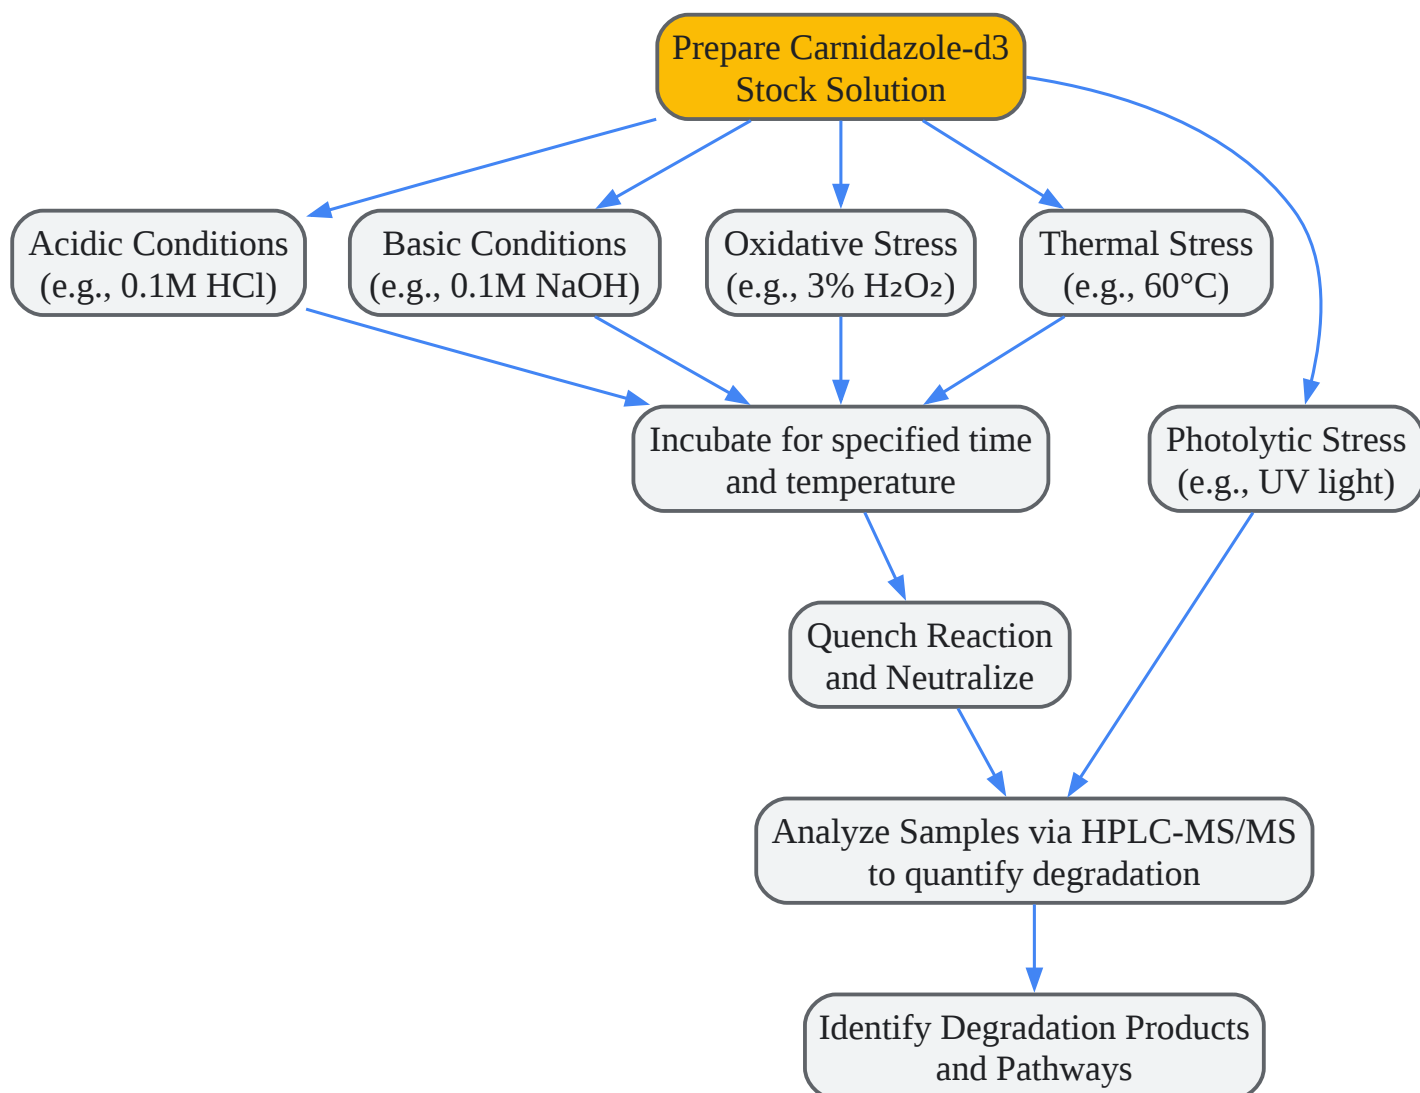 Prepare Carnidazole-d3
Stock Solution
Acidic Conditions
(e.g., 0.1M HCl)
Basic Conditions
(e.g., 0.1M NaOH)
Oxidative Stress
(e.g., 3% H₂O₂)
Thermal Stress
(e.g., 60°C)
Incubate for specified time
and temperature
Photolytic Stress
(e.g., UV light)
Quench Reaction
and Neutralize
Analyze Samples via HPLC-MS/MS
to quantify degradation
Identify Degradation Products
and Pathways